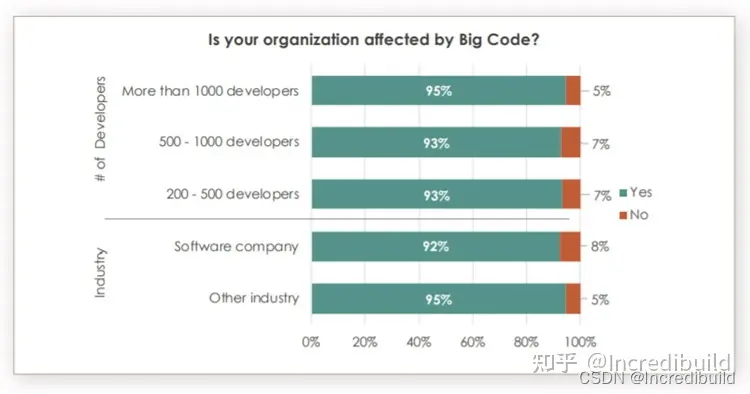 Is your organization affected by Big Code?
# of Developers
More than 1000 developers
95%
5%
500 - 1000 developers
93%
7%
200 - 500 developers
93%
7%
Yes
No
Industry
Software company
92%
8%
Other industry
95%
5%
0% 20% 40% 60% 80% 100%
知乎 @Incredibuild
CSDN @Incredibuild